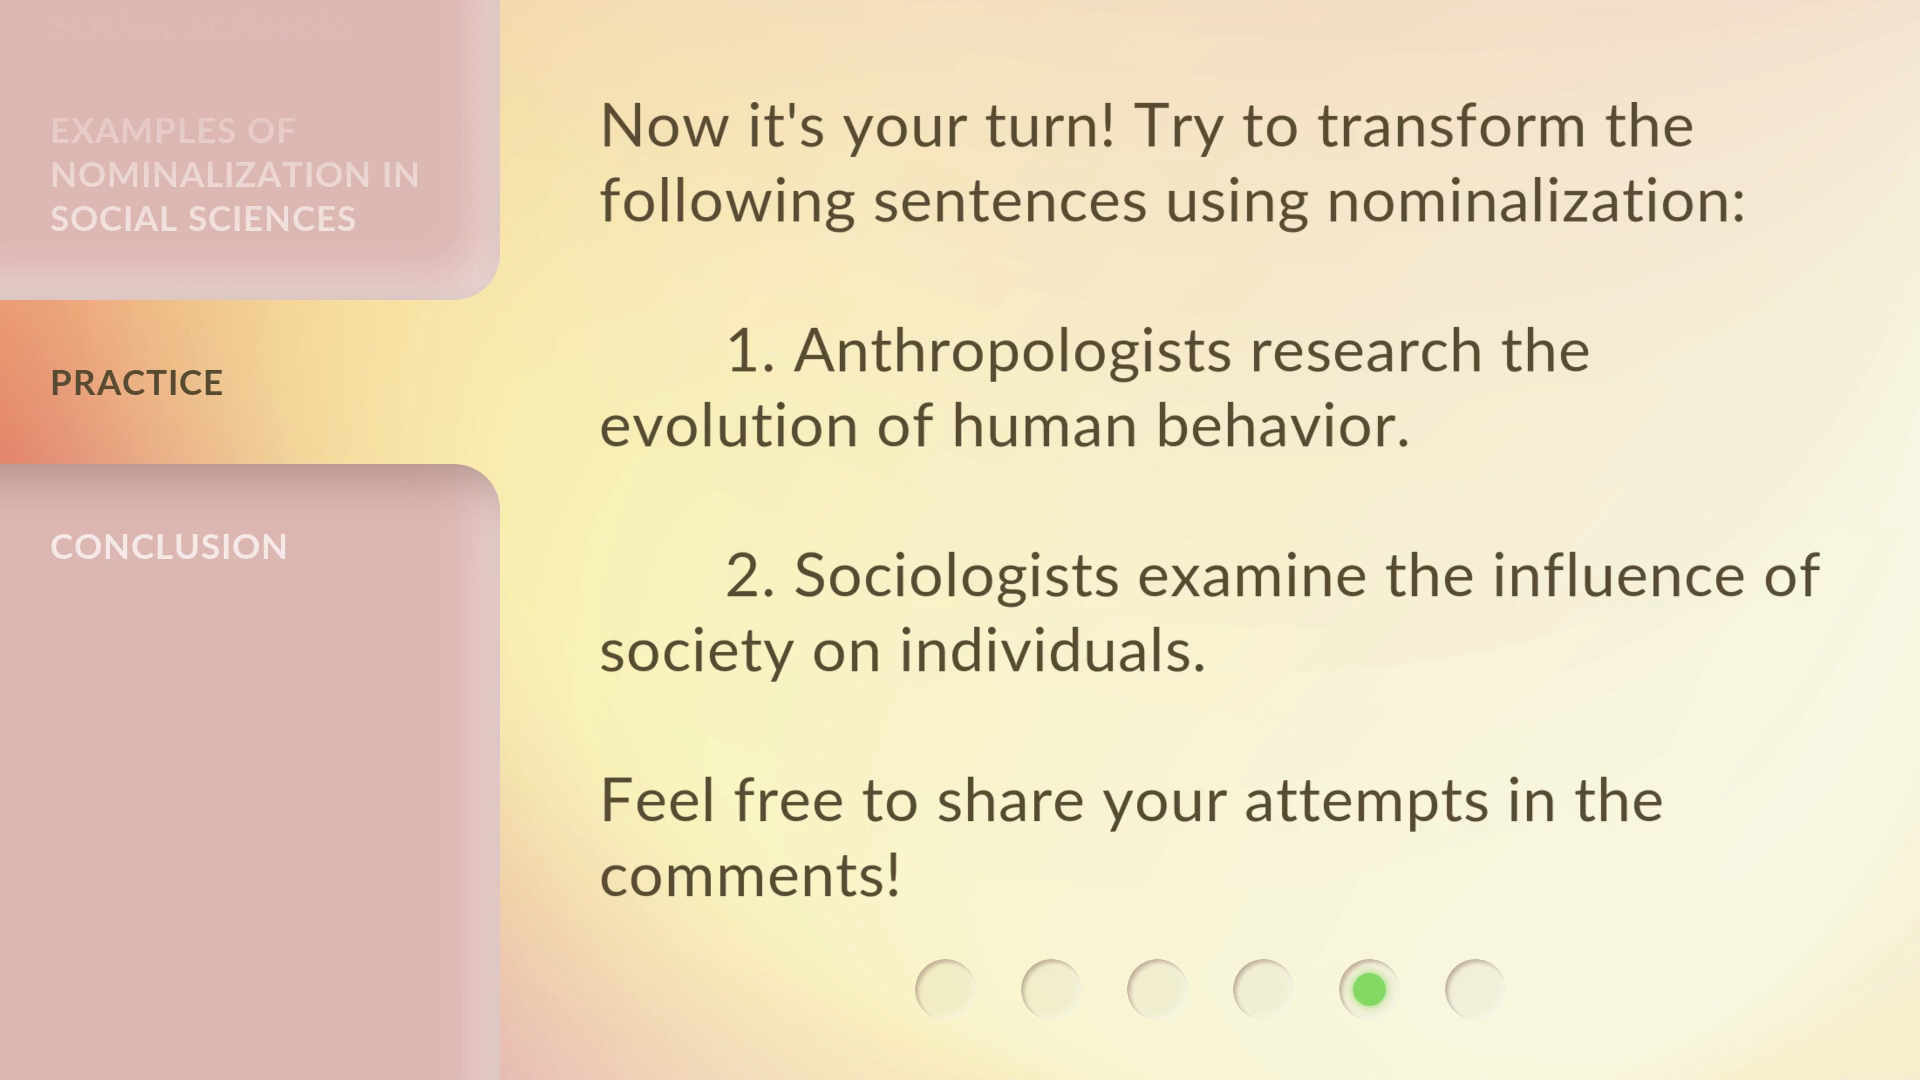 EXAMPLES OF
NOMINALIZATION IN
SOCIAL SCIENCES
PRACTICE
CONCLUSION
Now it's your turn! Try to transform the
following sentences using nominalization:
1. Anthropologists research the
evolution of human behavior.
2. Sociologists examine the influence of
society on individuals.
Feel free to share your attempts in the
comments!